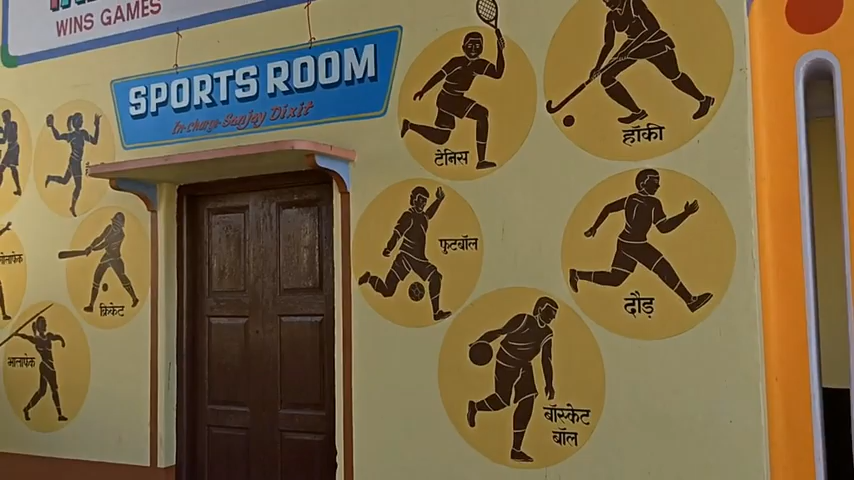 WINS GAMES
SPORTS ROOM
In-charge - Sanjay Dixit
टेनिस
हॉकी
फुटबॉल
गोलाफेक
क्रिकेट
दौड़
भालाफेक
बॉस्केट
बॉल